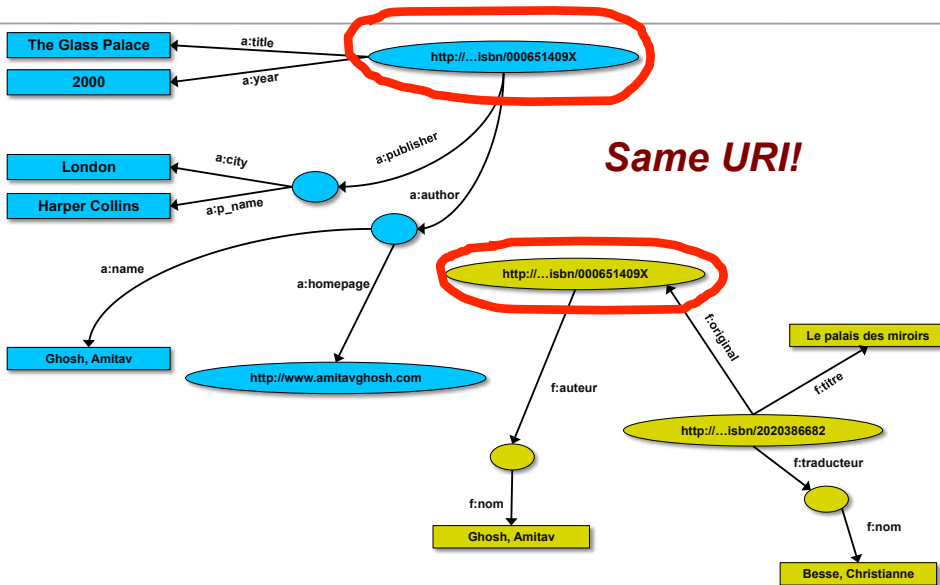 The Glass Palace
a:title
http://…isbn/000651409X
2000
a:year
a:publisher
Same URI!
London
a:city
Harper Collins
a:p_name
a:author
a:name
a:homepage
http://…isbn/000651409X
f:original
Le palais des miroirs
Ghosh, Amitav
http://www.amitavghosh.com
f:auteur
f:titre
http://…isbn/2020386682
f:traducteur
f:nom
f:nom
Ghosh, Amitav
Besse, Christianne